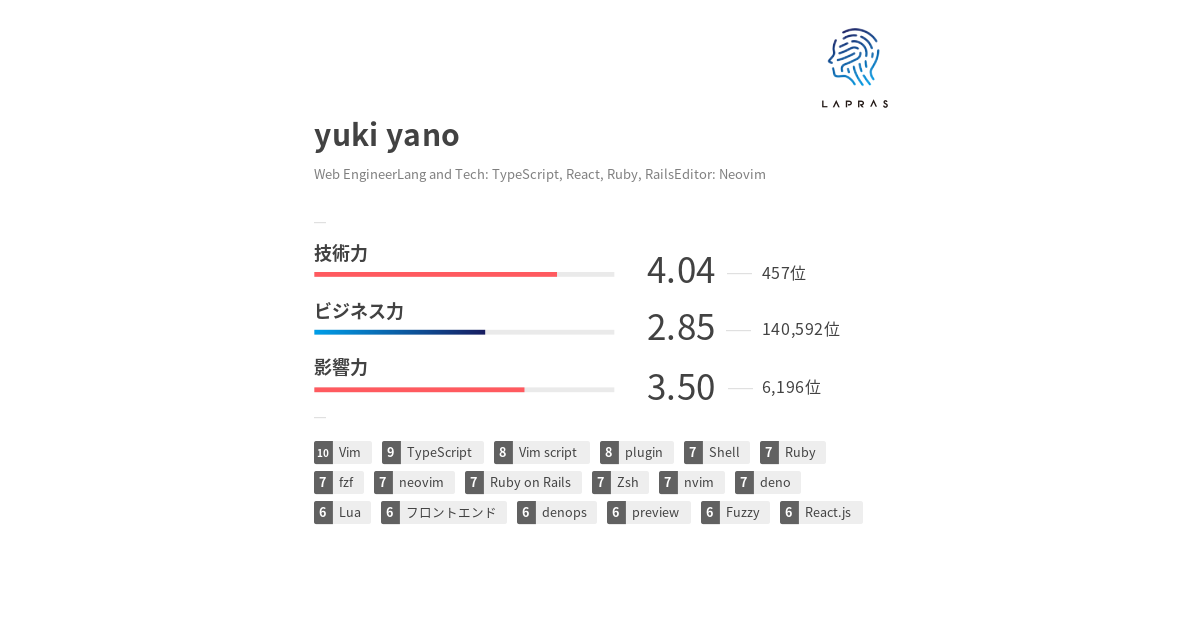 LAPRAS
yuki yano
Web EngineerLang and Tech: TypeScript, React, Ruby, RailsEditor: Neovim
技術力 4.04 457位
ビジネス力 2.85 140,592位
影響力 3.50 6,196位
10 Vim 9 TypeScript 8 Vim script 8 plugin 7 Shell 7 Ruby
7 fzf 7 neovim 7 Ruby on Rails 7 Zsh 7 nvim 7 deno
6 Lua 6 フロントエンド 6 denops 6 preview 6 Fuzzy 6 React.js